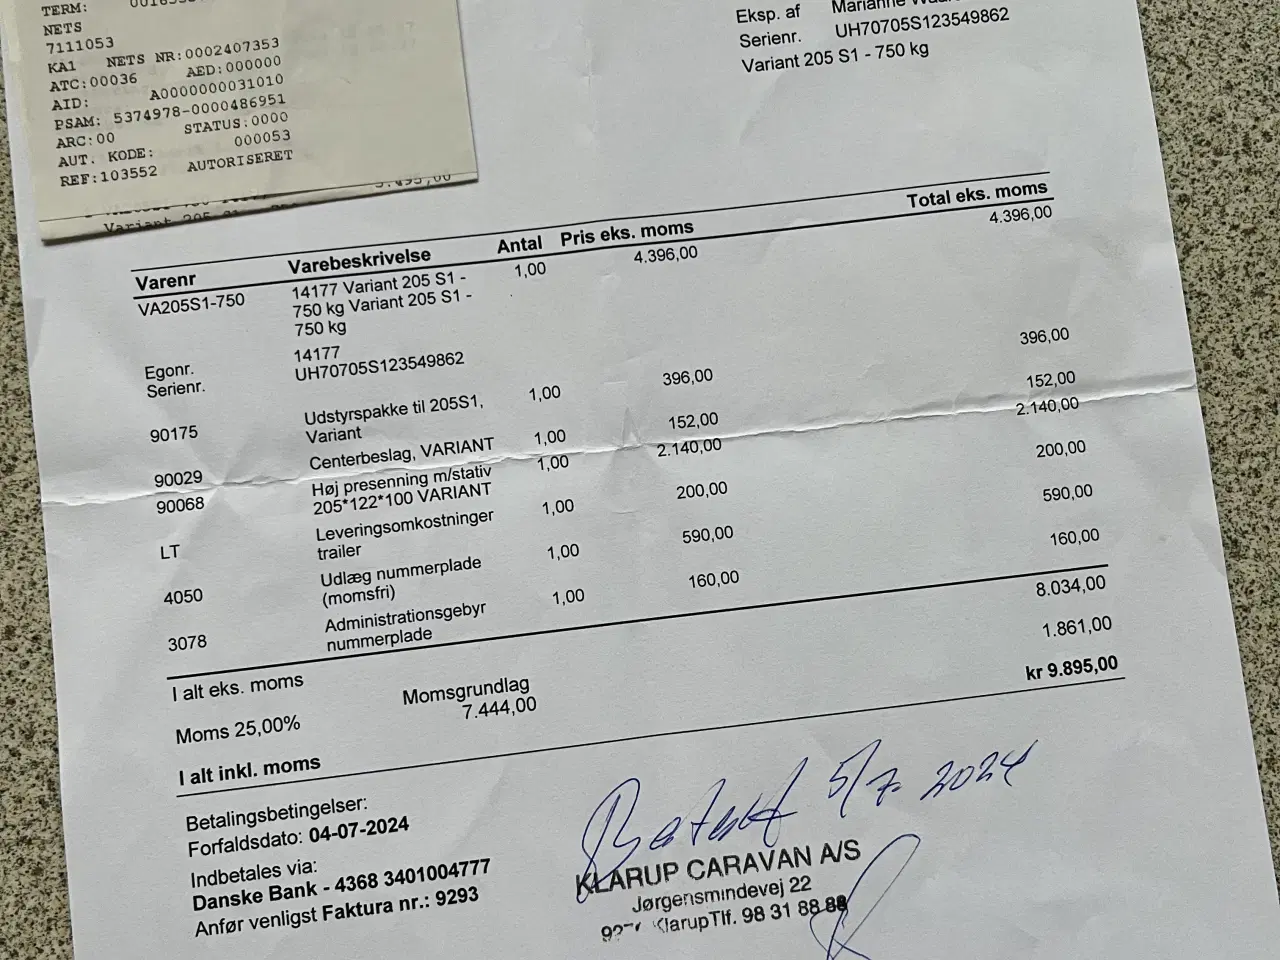 TERM:
NETS
7111053
KA1 NETS NR:0002407353
ATC:00036 AED:000000
AID: A0000000031010
PSAM: 5374978-0000486951
ARC:00 STATUS:0000
AUT. KODE: 000053
REF:103552 AUTORISERET
Eksp. af Marianne
Serienr. UH70705S123549862
Variant 205 S1 - 750 kg
Varenr Varebeskrivelse Antal Pris eks. moms Total eks. moms
VA205S1-750 14177 Variant 205 S1 - 1,00 4.396,00 4.396,00
750 kg Variant 205 S1 -
750 kg
Egonr. 14177
Serienr. UH70705S123549862
90175 Udstyrspakke til 205S1, 1,00 396,00 396,00
Variant
90029 Centerbeslag, VARIANT 1,00 152,00 152,00
90068 Høj presenning m/stativ 1,00 2.140,00 2.140,00
205*122*100 VARIANT
LT Leveringsomkostninger 1,00 200,00 200,00
trailer
4050 Udlæg nummerplade 1,00 590,00 590,00
(momsfri)
3078 Administrationsgebyr 1,00 160,00 160,00
nummerplade
I alt eks. moms 8.034,00
Momsgrundlag
Moms 25,00% 7.444,00 1.861,00
I alt inkl. moms kr 9.895,00
Betalingsbetingelser:
Forfaldsdato: 04-07-2024
Indbetales via:
Danske Bank - 4368 3401004777
Anfør venligst Faktura nr.: 9293
Betalt 5/7. 2024
KLARUP CARAVAN A/S
Jørgensmindevej 22
Klarup Tlf. 98 31 88 88